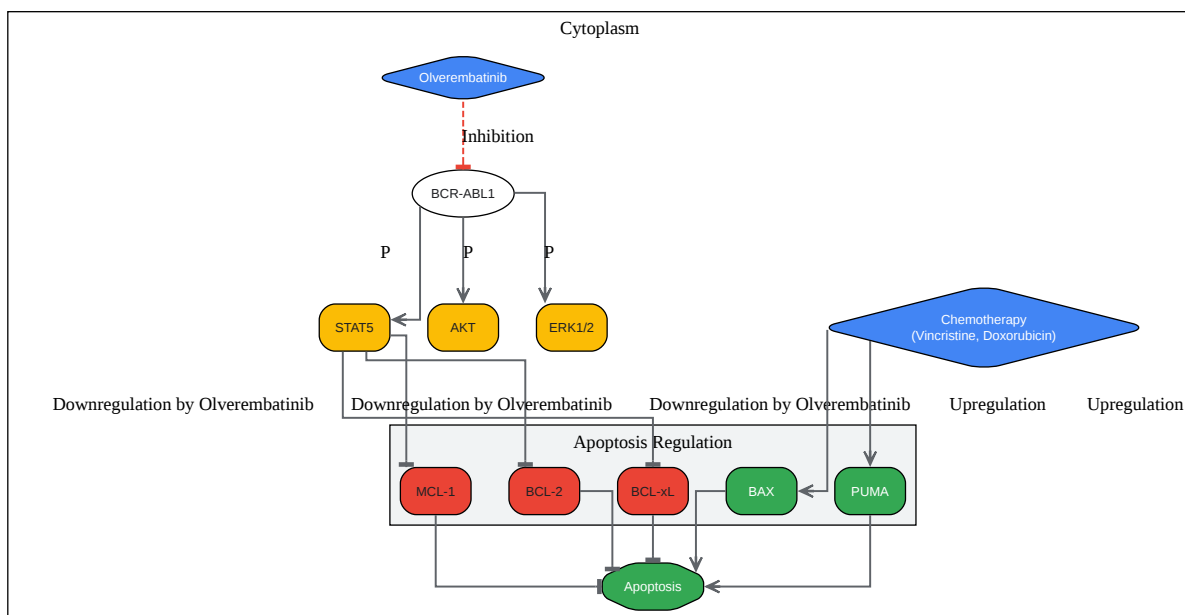 Cytoplasm
Olverembatinib
Inhibition
BCR-ABL1
P
P
P
STAT5
AKT
ERK1/2
Chemotherapy
(Vincristine, Doxorubicin)
Downregulation by Olverembatinib
Downregulation by Olverembatinib
Downregulation by Olverembatinib
Upregulation
Upregulation
Apoptosis Regulation
MCL-1
BCL-2
BCL-xL
BAX
PUMA
Apoptosis